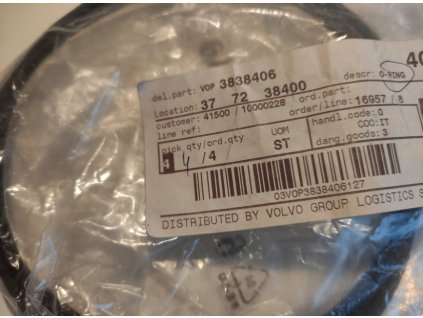 40
del.part: VOP 3838406 descr: O-RING
Location: 37 72 38400
customer: 41500 / 10000228 ord.part:
line ref: order/line: 16957 / 8
pick qty/ord.qty UOM handl.code: 0
4 4 /4 ST COO:IT
dang.goods: 3
03VOP3838406127
DISTRIBUTED BY VOLVO GROUP LOGISTICS S